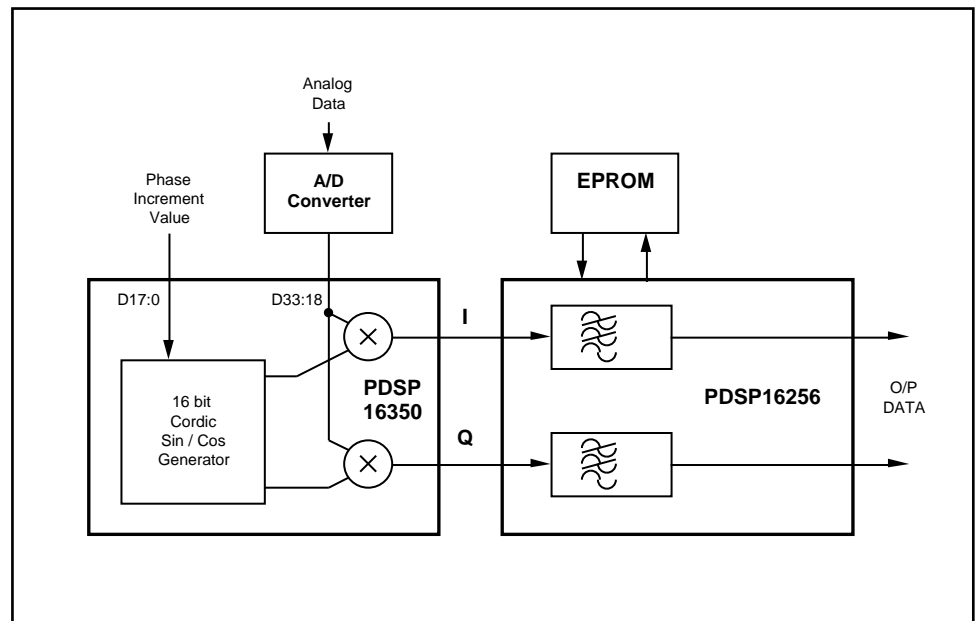 Analog
Data
A/D
Converter
EPROM
Phase
Increment
Value
D17:0
D33:18
I
16 bit
Cordic
Sin / Cos
Generator
PDSP
16350
Q
PDSP16256
O/P
DATA